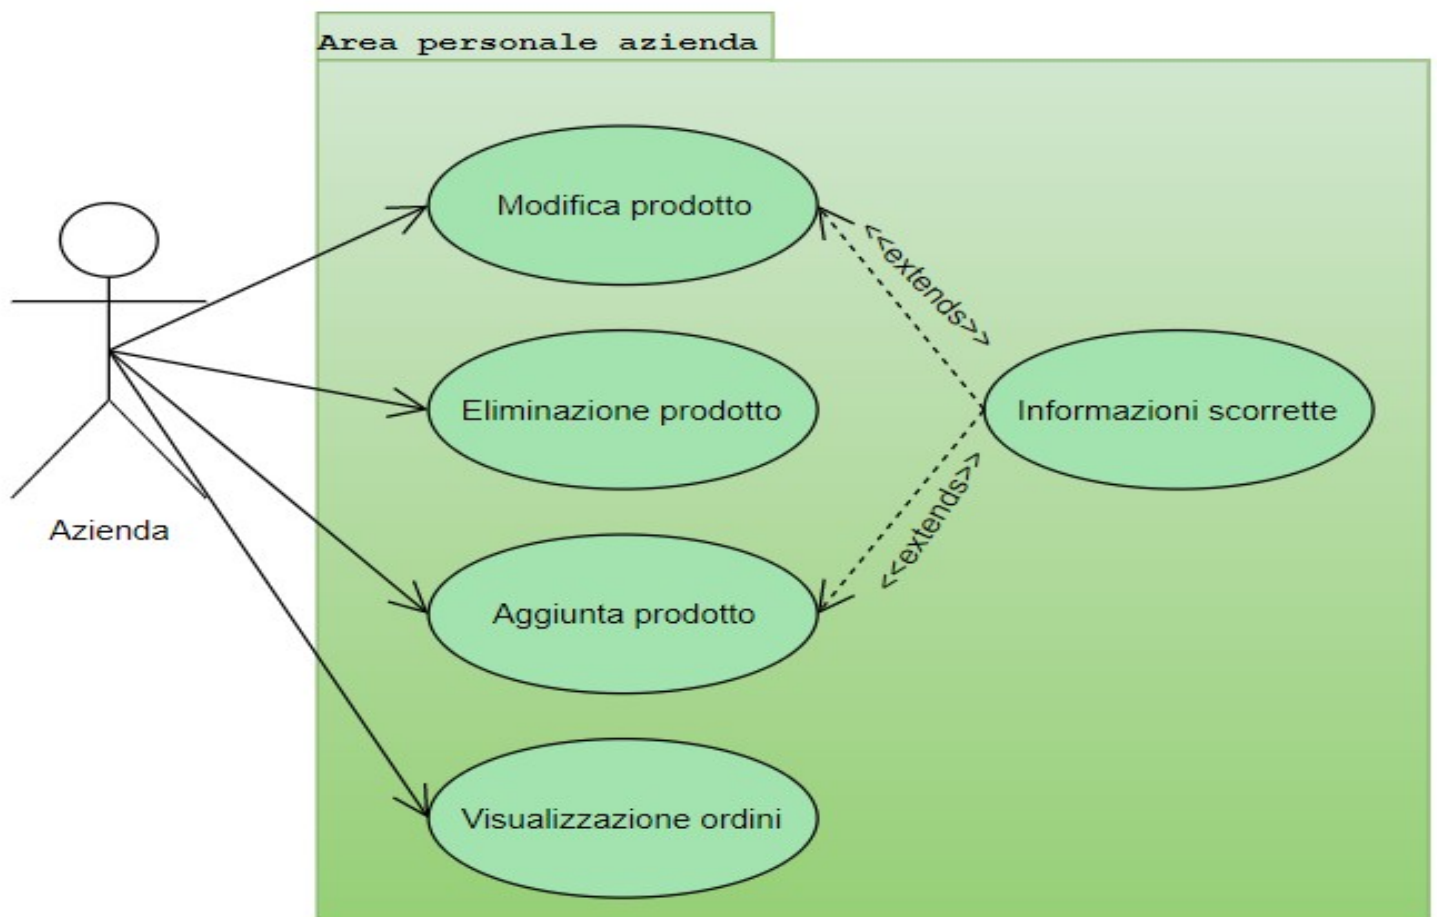 Area personale azienda
Modifica prodotto
<<extends>>
Eliminazione prodotto
Informazioni scorrette
Azienda
<<extends>>
Aggiunta prodotto
Visualizzazione ordini